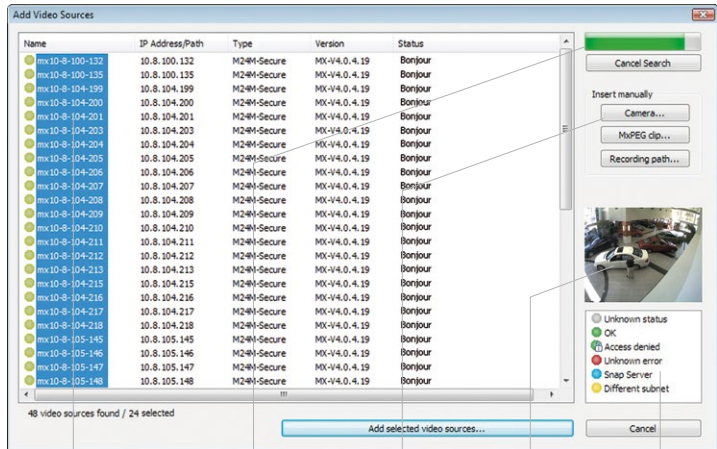 Add Video Sources
Name IP Address/Path Type Version Status
mx10-8-100-132 10.8.100.132 M24M-Secure MX-V4.0.4.19 Bonjour
mx10-8-100-135 10.8.100.135 M24M-Secure MX-V4.0.4.19 Bonjour
mx10-8-104-199 10.8.104.199 M24M-Secure MX-V4.0.4.19 Bonjour
mx10-8-104-200 10.8.104.200 M24M-Secure MX-V4.0.4.19 Bonjour
mx10-8-104-201 10.8.104.201 M24M-Secure MX-V4.0.4.19 Bonjour
mx10-8-104-203 10.8.104.203 M24M-Secure MX-V4.0.4.19 Bonjour
mx10-8-104-204 10.8.104.204 M24M-Secure MX-V4.0.4.19 Bonjour
mx10-8-104-205 10.8.104.205 M24M-Secure MX-V4.0.4.19 Bonjour
mx10-8-104-206 10.8.104.206 M24M-Secure MX-V4.0.4.19 Bonjour
mx10-8-104-207 10.8.104.207 M24M-Secure MX-V4.0.4.19 Bonjour
mx10-8-104-208 10.8.104.208 M24M-Secure MX-V4.0.4.19 Bonjour
mx10-8-104-209 10.8.104.209 M24M-Secure MX-V4.0.4.19 Bonjour
mx10-8-104-210 10.8.104.210 M24M-Secure MX-V4.0.4.19 Bonjour
mx10-8-104-211 10.8.104.211 M24M-Secure MX-V4.0.4.19 Bonjour
mx10-8-104-212 10.8.104.212 M24M-Secure MX-V4.0.4.19 Bonjour
mx10-8-104-213 10.8.104.213 M24M-Secure MX-V4.0.4.19 Bonjour
mx10-8-104-215 10.8.104.215 M24M-Secure MX-V4.0.4.19 Bonjour
mx10-8-104-216 10.8.104.216 M24M-Secure MX-V4.0.4.19 Bonjour
mx10-8-104-217 10.8.104.217 M24M-Secure MX-V4.0.4.19 Bonjour
mx10-8-104-218 10.8.104.218 M24M-Secure MX-V4.0.4.19 Bonjour
mx10-8-105-145 10.8.105.145 M24M-Secure MX-V4.0.4.19 Bonjour
mx10-8-105-146 10.8.105.146 M24M-Secure MX-V4.0.4.19 Bonjour
mx10-8-105-147 10.8.105.147 M24M-Secure MX-V4.0.4.19 Bonjour
mx10-8-105-148 10.8.105.148 M24M-Secure MX-V4.0.4.19 Bonjour
48 video sources found / 24 selected
Add selected video sources...
Cancel Search
Insert manually
Camera...
MxPEG clip...
Recording path...
Unknown status
OK
Access denied
Unknown error
Snap Server
Different subnet
Cancel